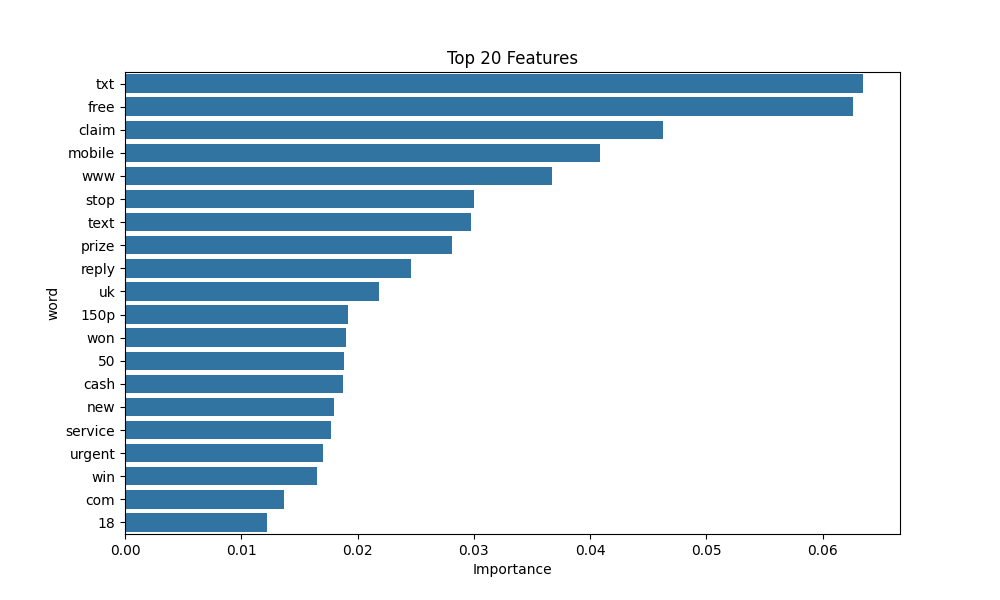 Top 20 Features
txt
free
claim
mobile
www
stop
text
prize
reply
uk
150p
won
50
cash
new
service
urgent
win
com
18
word
0.00 0.01 0.02 0.03 0.04 0.05 0.06
Importance